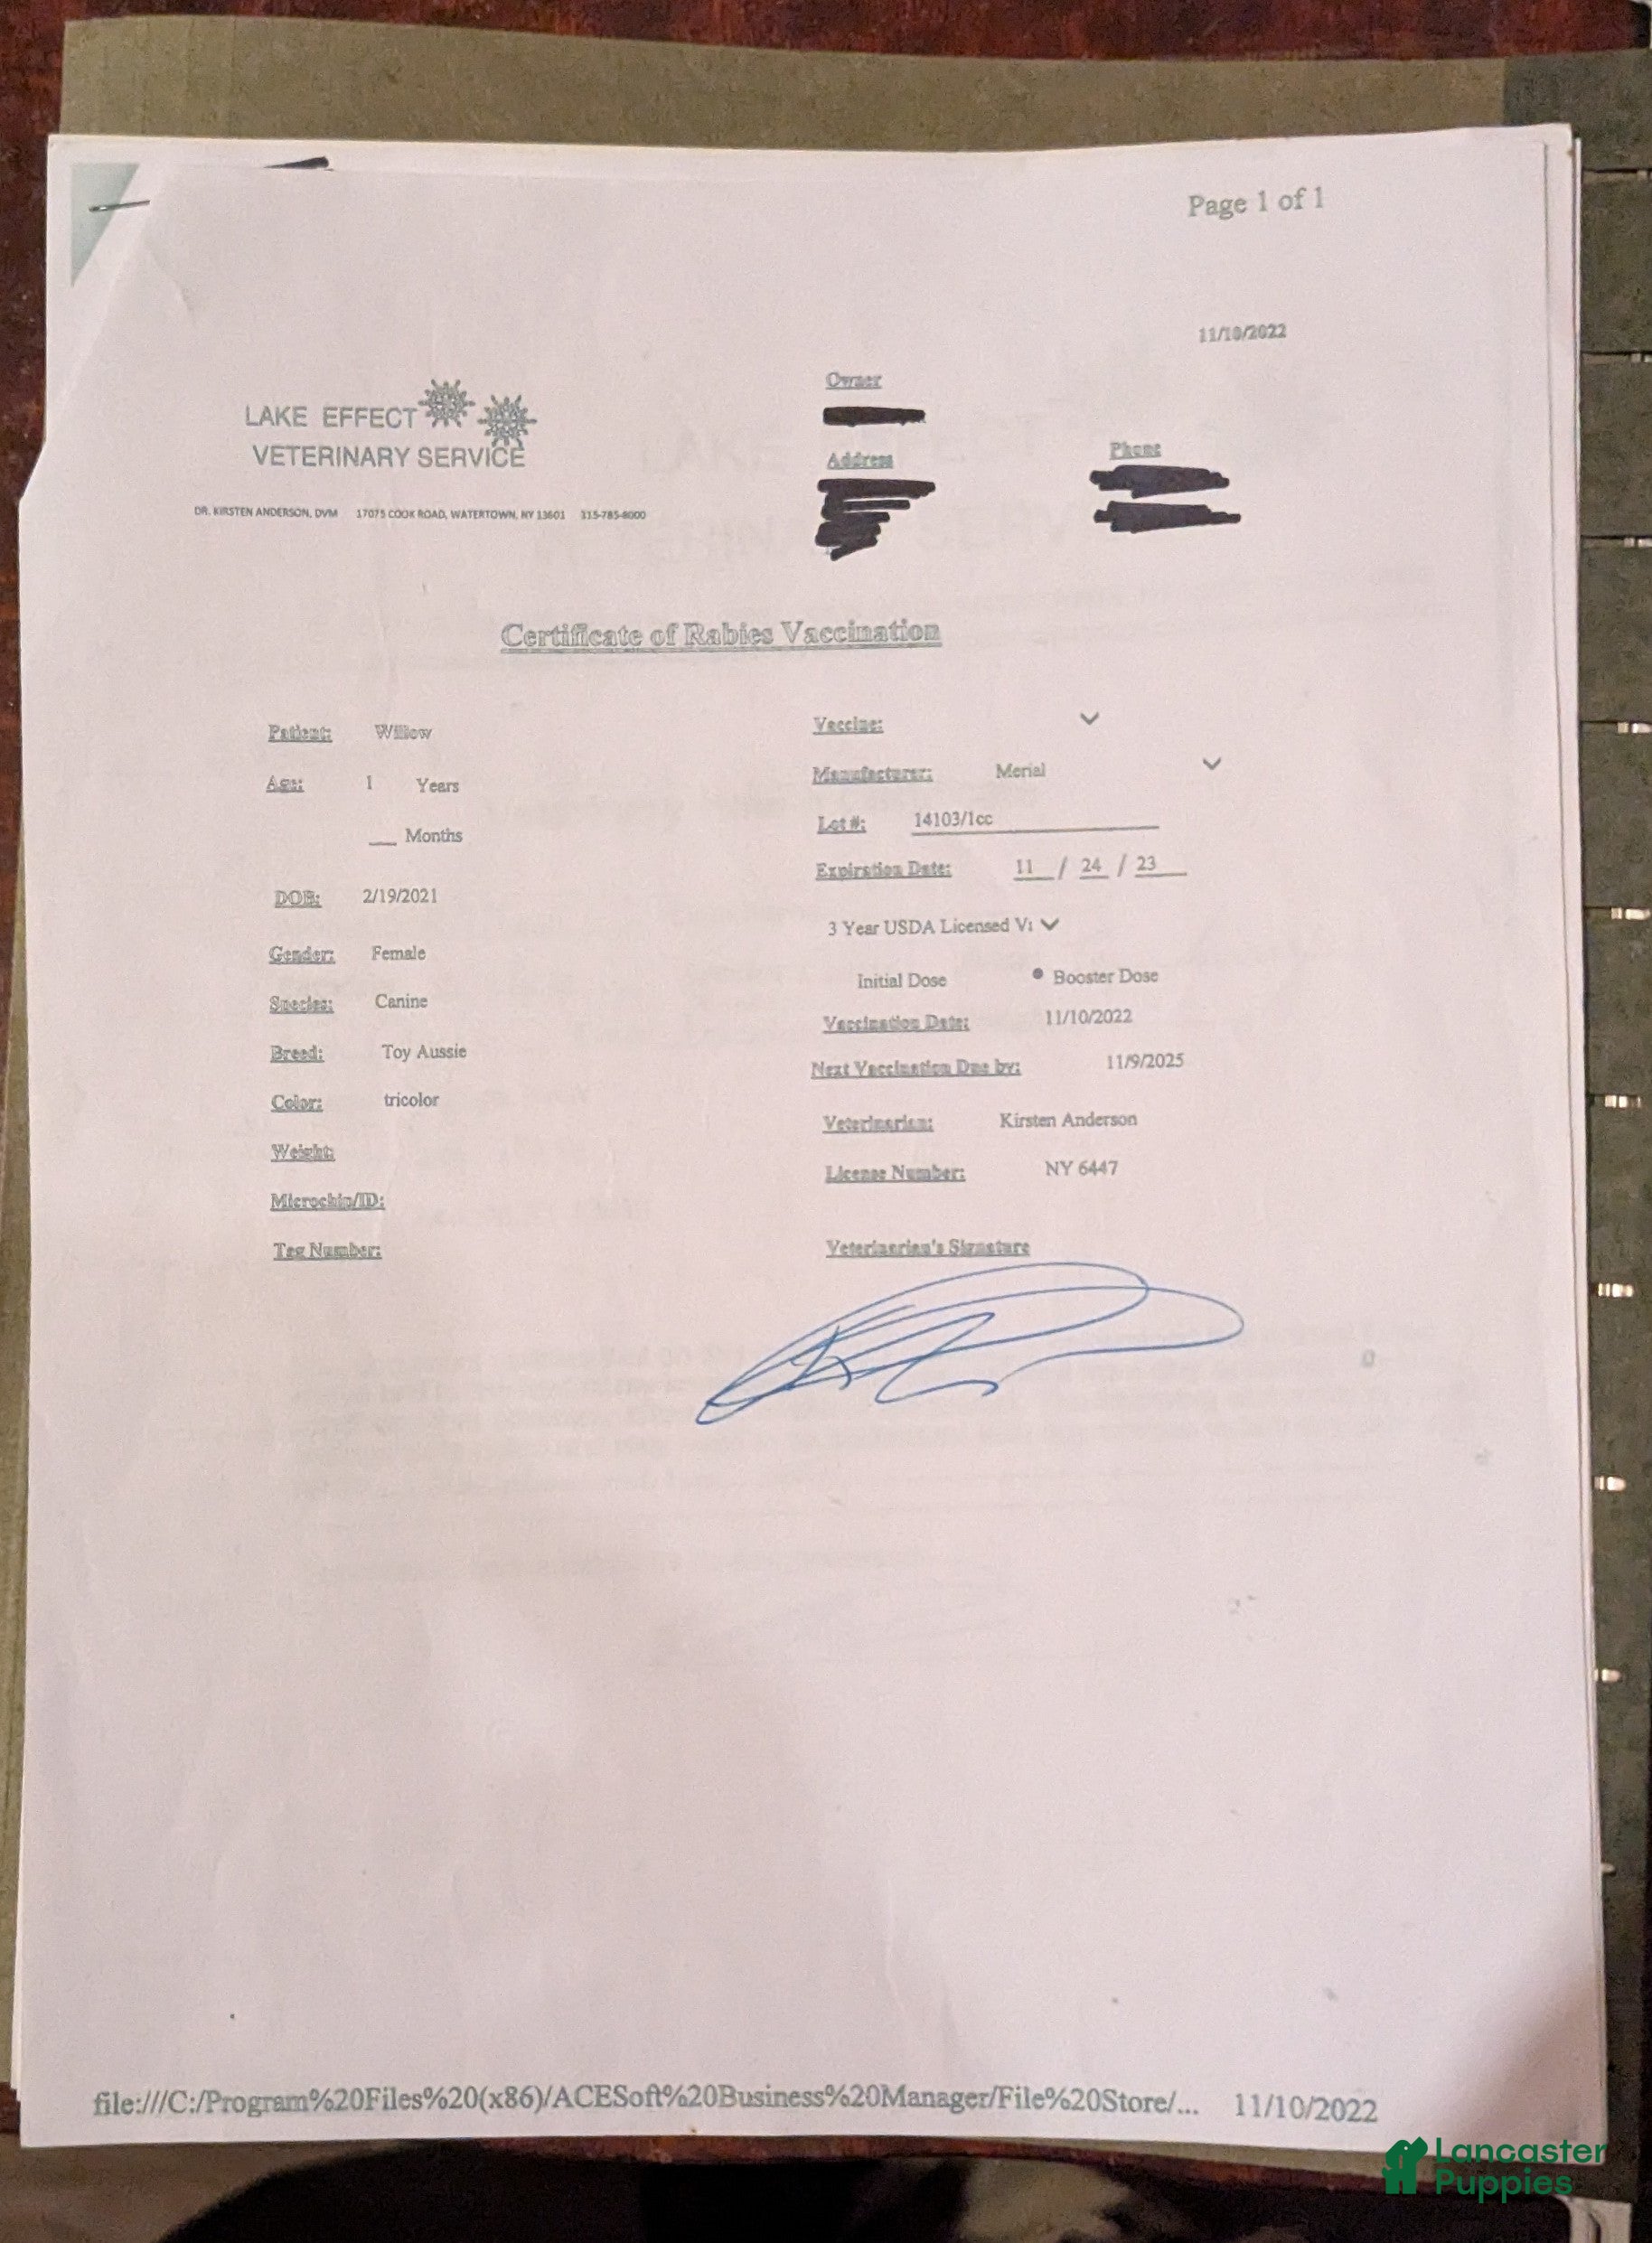 Page 1 of 1
11/10/2022
LAKE EFFECT
VETERINARY SERVICE
DR. KIRSTEN ANDERSON, DVM 17075 COOK ROAD, WATERTOWN, NY 13601 315-785-8000
Owner
Address
Phone
Certificate of Rabies Vaccination
Patient: Willow
Age: 1 Years
__ Months
DOB: 2/19/2021
Gender: Female
Species: Canine
Breed: Toy Aussie
Color: tricolor
Weight:
Microchip/ID:
Tag Number:
Vaccine:
Manufacturer: Merial
Lot #: 14103/1cc
Expiration Date: 11 / 24 / 23
3 Year USDA Licensed
Initial Dose Booster Dose
Vaccination Date: 11/10/2022
Next Vaccination Due by: 11/9/2025
Veterinarian: Kirsten Anderson
License Number: NY 6447
Veterinarian's Signature
file:///C:/Program%20Files%20(x86)/ACESoft%20Business%20Manager/File%20Store/... 11/10/2022
Lancaster
Puppies